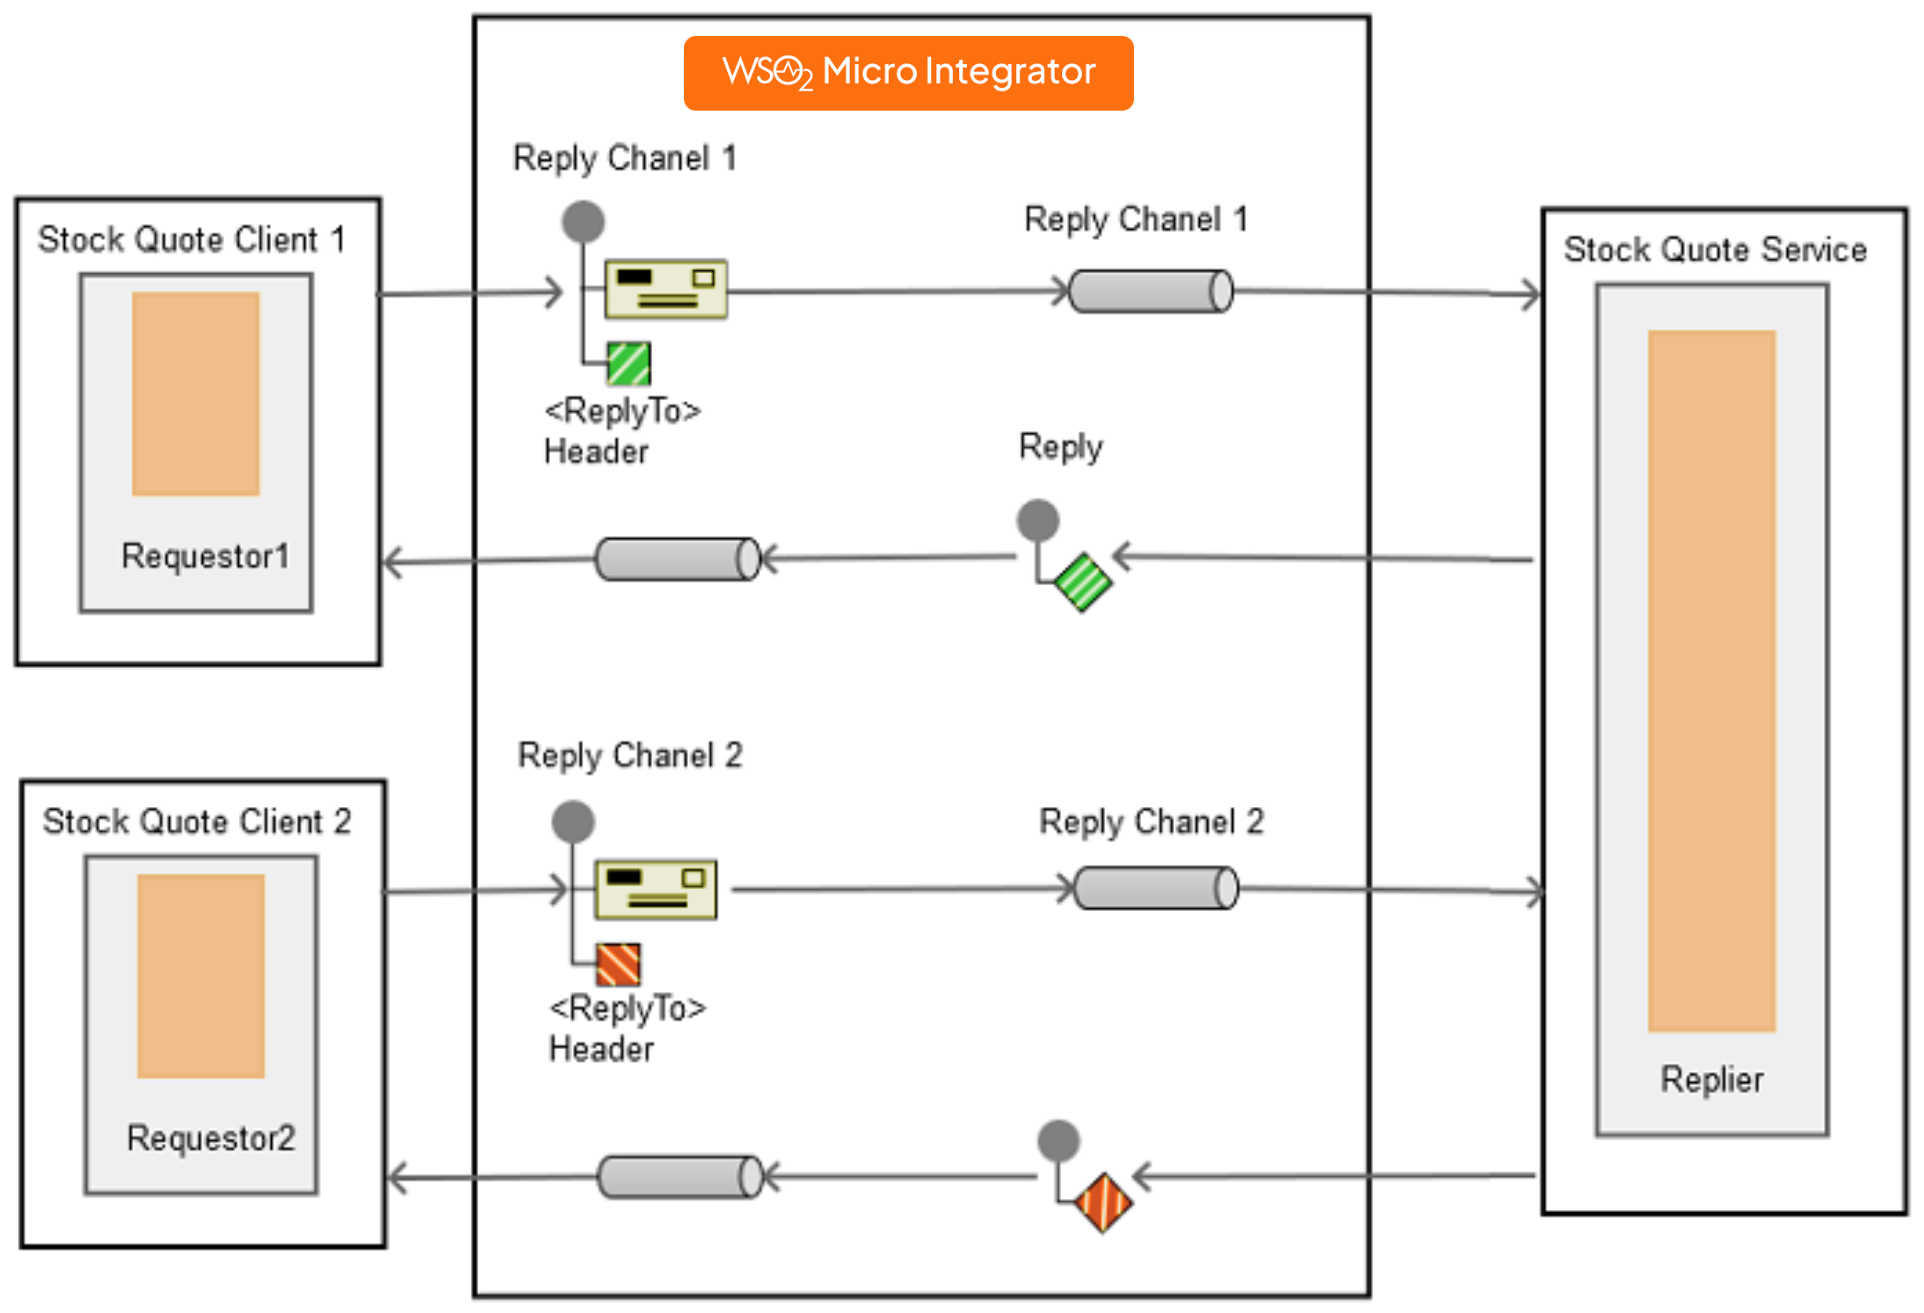 WSO2 Micro Integrator
Reply Chanel 1
Reply Chanel 1
Stock Quote Client 1
Stock Quote Service
<ReplyTo>
Header
Reply
Requestor1
Reply Chanel 2
Stock Quote Client 2
Reply Chanel 2
<ReplyTo>
Header
Replier
Requestor2